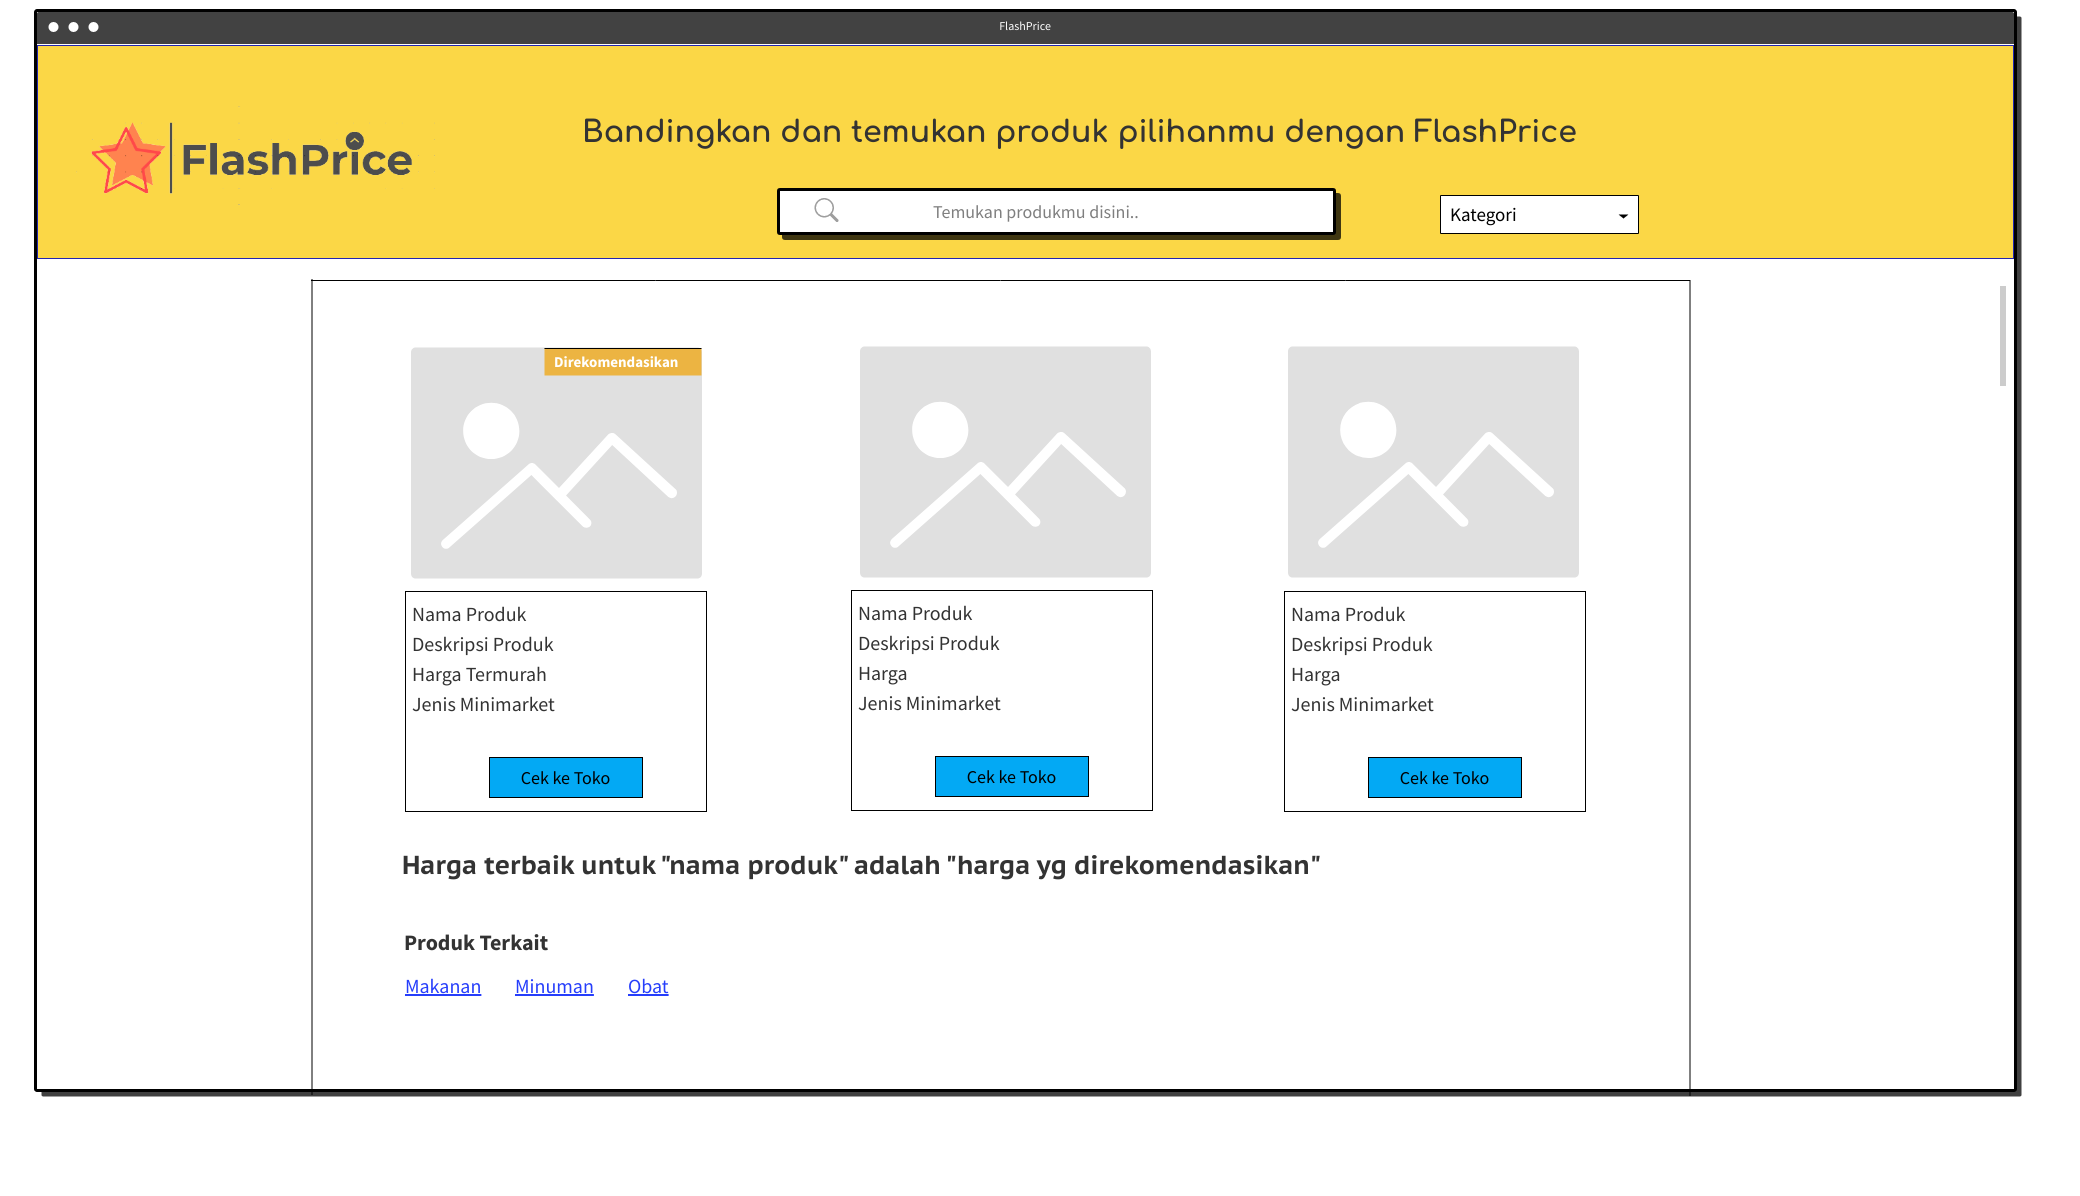 FlashPrice
FlashPrice
Bandingkan dan temukan produk pilihanmu dengan FlashPrice
Temukan produkmu disini..
Kategori
Direkomendasikan
Nama Produk
Deskripsi Produk
Harga Termurah
Jenis Minimarket
Cek ke Toko
Nama Produk
Deskripsi Produk
Harga
Jenis Minimarket
Cek ke Toko
Nama Produk
Deskripsi Produk
Harga
Jenis Minimarket
Cek ke Toko
Harga terbaik untuk "nama produk" adalah "harga yg direkomendasikan"
Produk Terkait
Makanan Minuman Obat